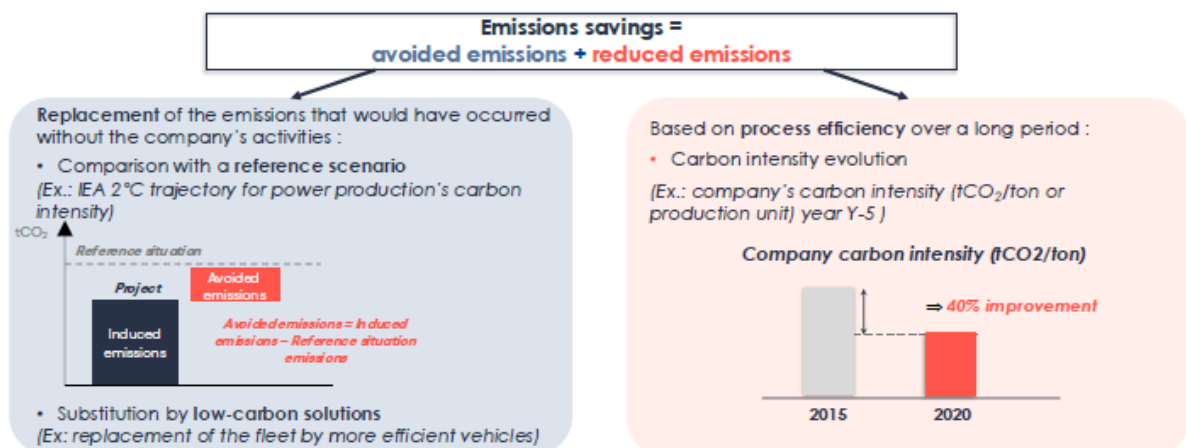 Emissions savings =
avoided emissions + reduced emissions
Replacement of the emissions that would have occurred
without the company's activities :
• Comparison with a reference scenario
(Ex.: IEA 2°C trajectory for power production's carbon
intensity)
tCO₂
Reference situation
Project
Avoided
emissions
Induced
emissions
Avoided emissions = Induced
emissions – Reference situation
emissions
• Substitution by low-carbon solutions
(Ex: replacement of the fleet by more efficient vehicles)
Based on process efficiency over a long period :
• Carbon intensity evolution
(Ex.: company's carbon intensity (tCO₂/ton or
production unit) year Y-5 )
Company carbon intensity (tCO2/ton)
⇒ 40% improvement
2015
2020